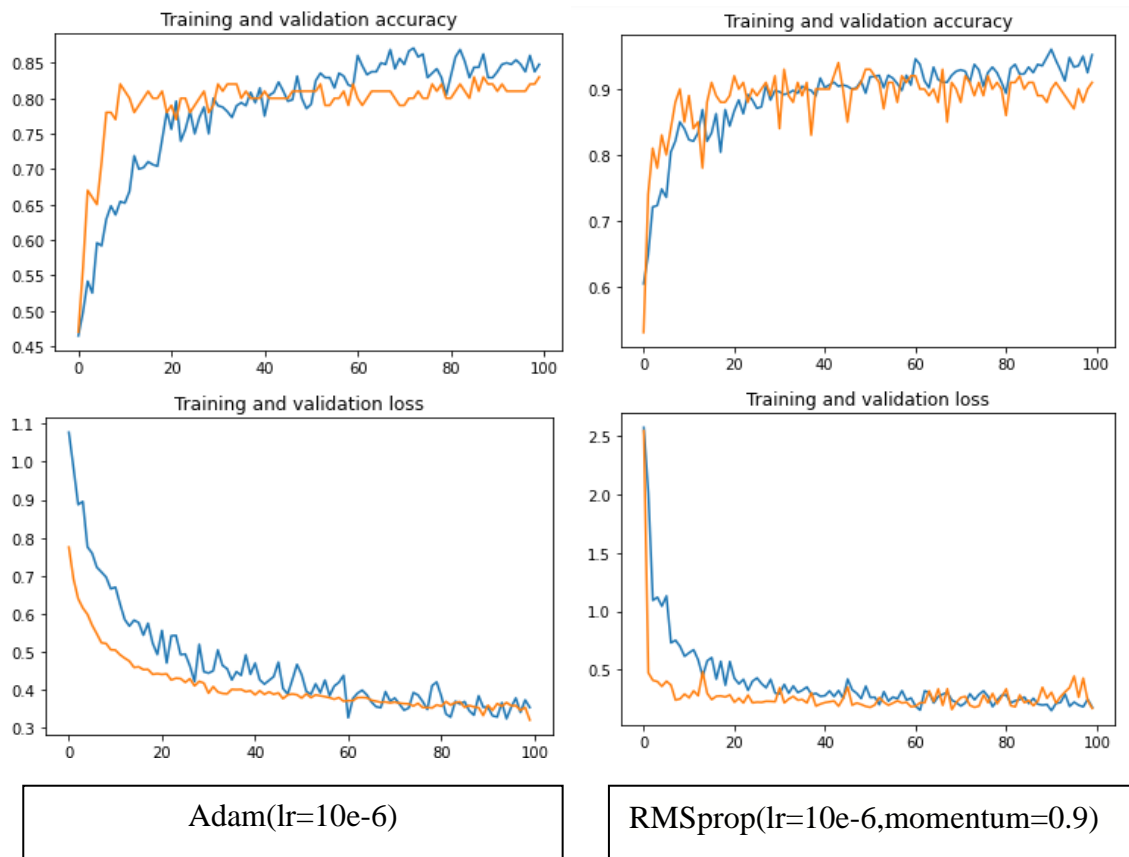 Training and validation accuracy
0.85
0.80
0.75
0.70
0.65
0.60
0.55
0.50
0.45
0 20 40 60 80 100
Training and validation accuracy
0.9
0.8
0.7
0.6
0 20 40 60 80 100
Training and validation loss
1.1
1.0
0.9
0.8
0.7
0.6
0.5
0.4
0.3
0 20 40 60 80 100
Training and validation loss
2.5
2.0
1.5
1.0
0.5
0 20 40 60 80 100
Adam(lr=10e-6)
RMSprop(lr=10e-6,momentum=0.9)